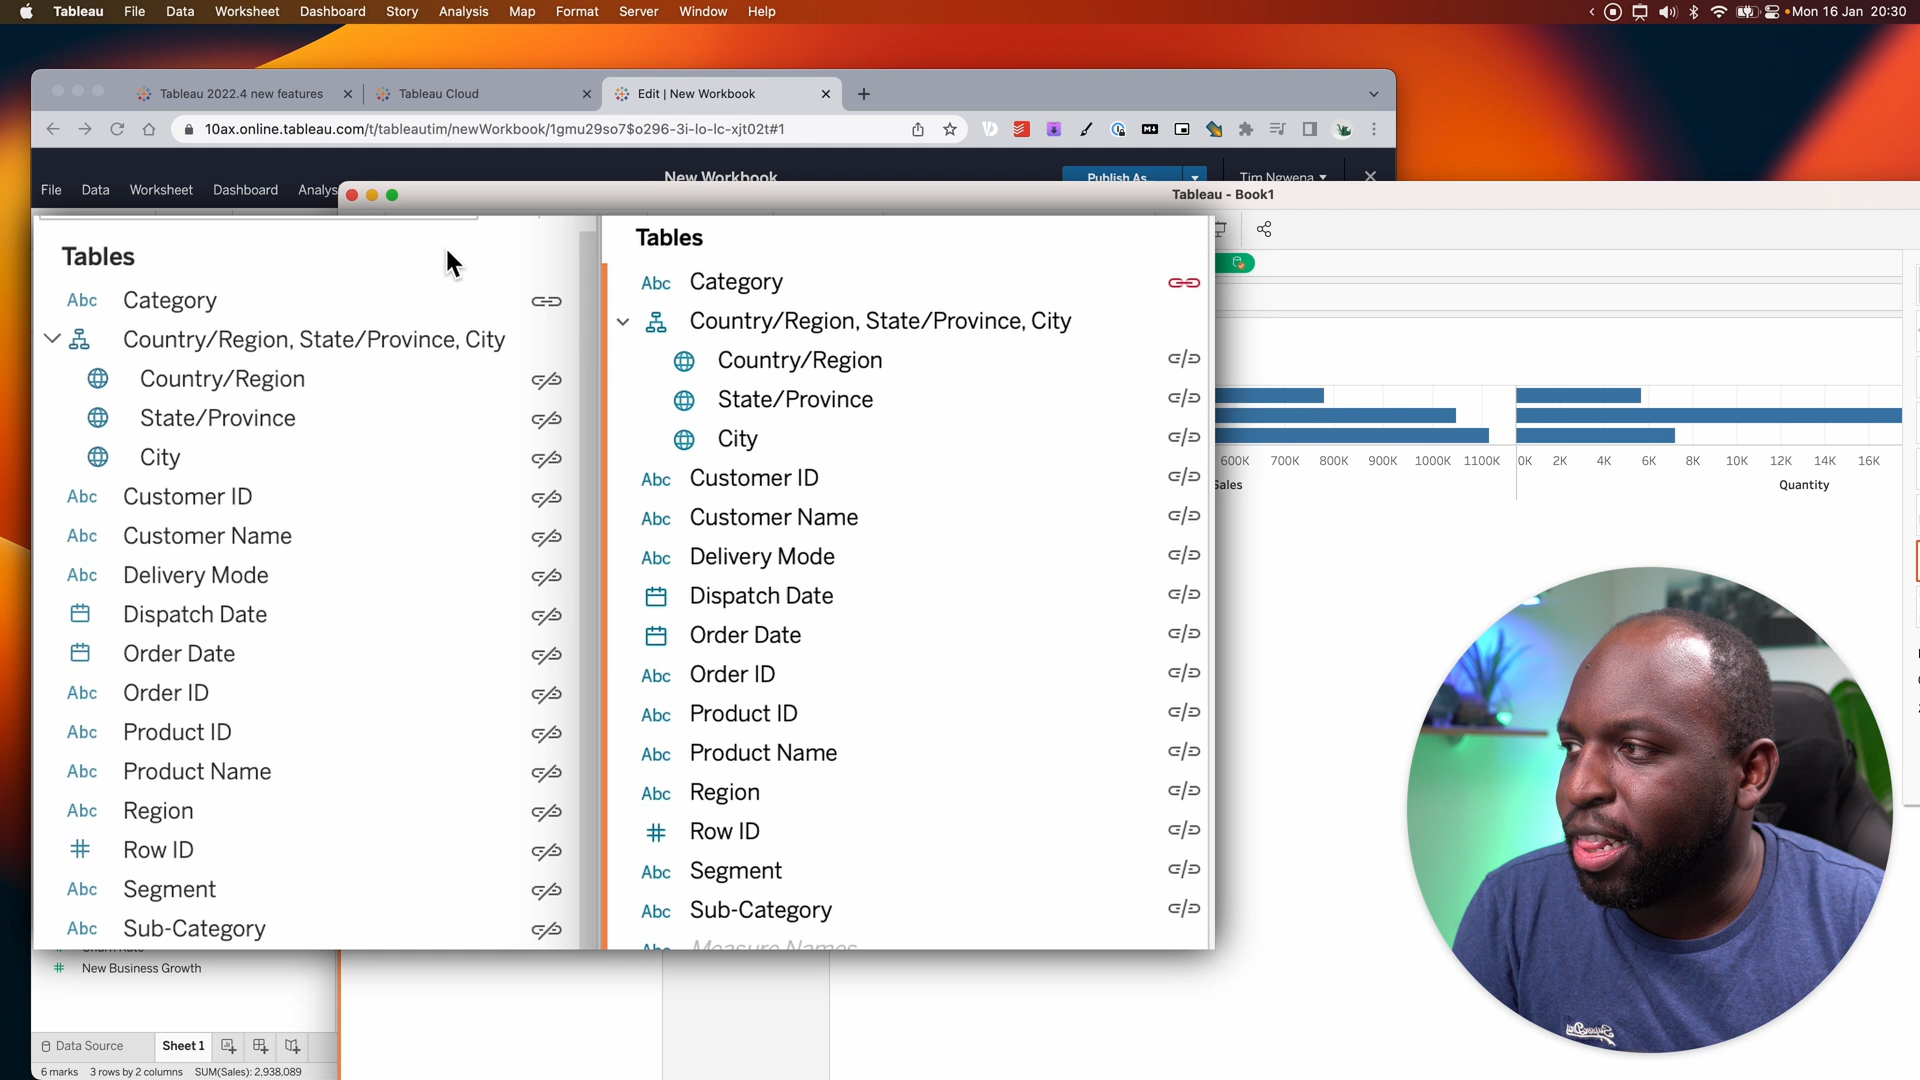 Tableau File Data Worksheet Dashboard Story Analysis Map Format Server Window Help Mon 16 Jan 20:30
Tableau 2022.4 new features
Tableau Cloud
Edit | New Workbook
10ax.online.tableau.com/t/tableautim/newWorkbook/1gmu29so7$o296-3i-lo-lc-xjt02t#1
New Workbook
Publish As...
Tim Ngwena
File Data Worksheet Dashboard Analys
Tableau - Book1
Tables
Abc Category
Country/Region, State/Province, City
Country/Region
State/Province
City
Abc Customer ID
Abc Customer Name
Abc Delivery Mode
Dispatch Date
Order Date
Abc Order ID
Abc Product ID
Abc Product Name
Abc Region
Row ID
Abc Segment
Abc Sub-Category
New Business Growth
Data Source
Sheet 1
6 marks 3 rows by 2 columns SUM(Sales): 2,938,089
Tables
Abc Category
Country/Region, State/Province, City
Country/Region
State/Province
City
Abc Customer ID
Abc Customer Name
Abc Delivery Mode
Dispatch Date
Order Date
Abc Order ID
Abc Product ID
Abc Product Name
Abc Region
Row ID
Abc Segment
Abc Sub-Category
Abc Measure Names
600K 700K 800K 900K 1000K 1100K 0K 2K 4K 6K 8K 10K 12K 14K 16K
Sales
Quantity